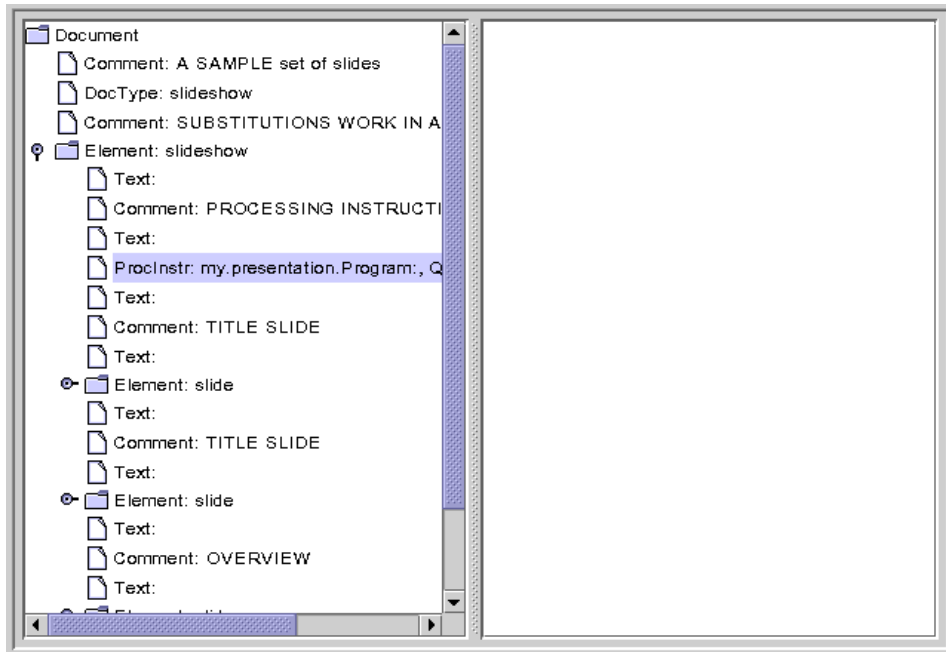 Document
Comment: A SAMPLE set of slides
DocType: slideshow
Comment: SUBSTITUTIONS WORK IN A
Element: slideshow
Text:
Comment: PROCESSING INSTRUCTI
Text:
ProcInstr: my.presentation.Program:, Q
Text:
Comment: TITLE SLIDE
Text:
Element: slide
Text:
Comment: TITLE SLIDE
Text:
Element: slide
Text:
Comment: OVERVIEW
Text: